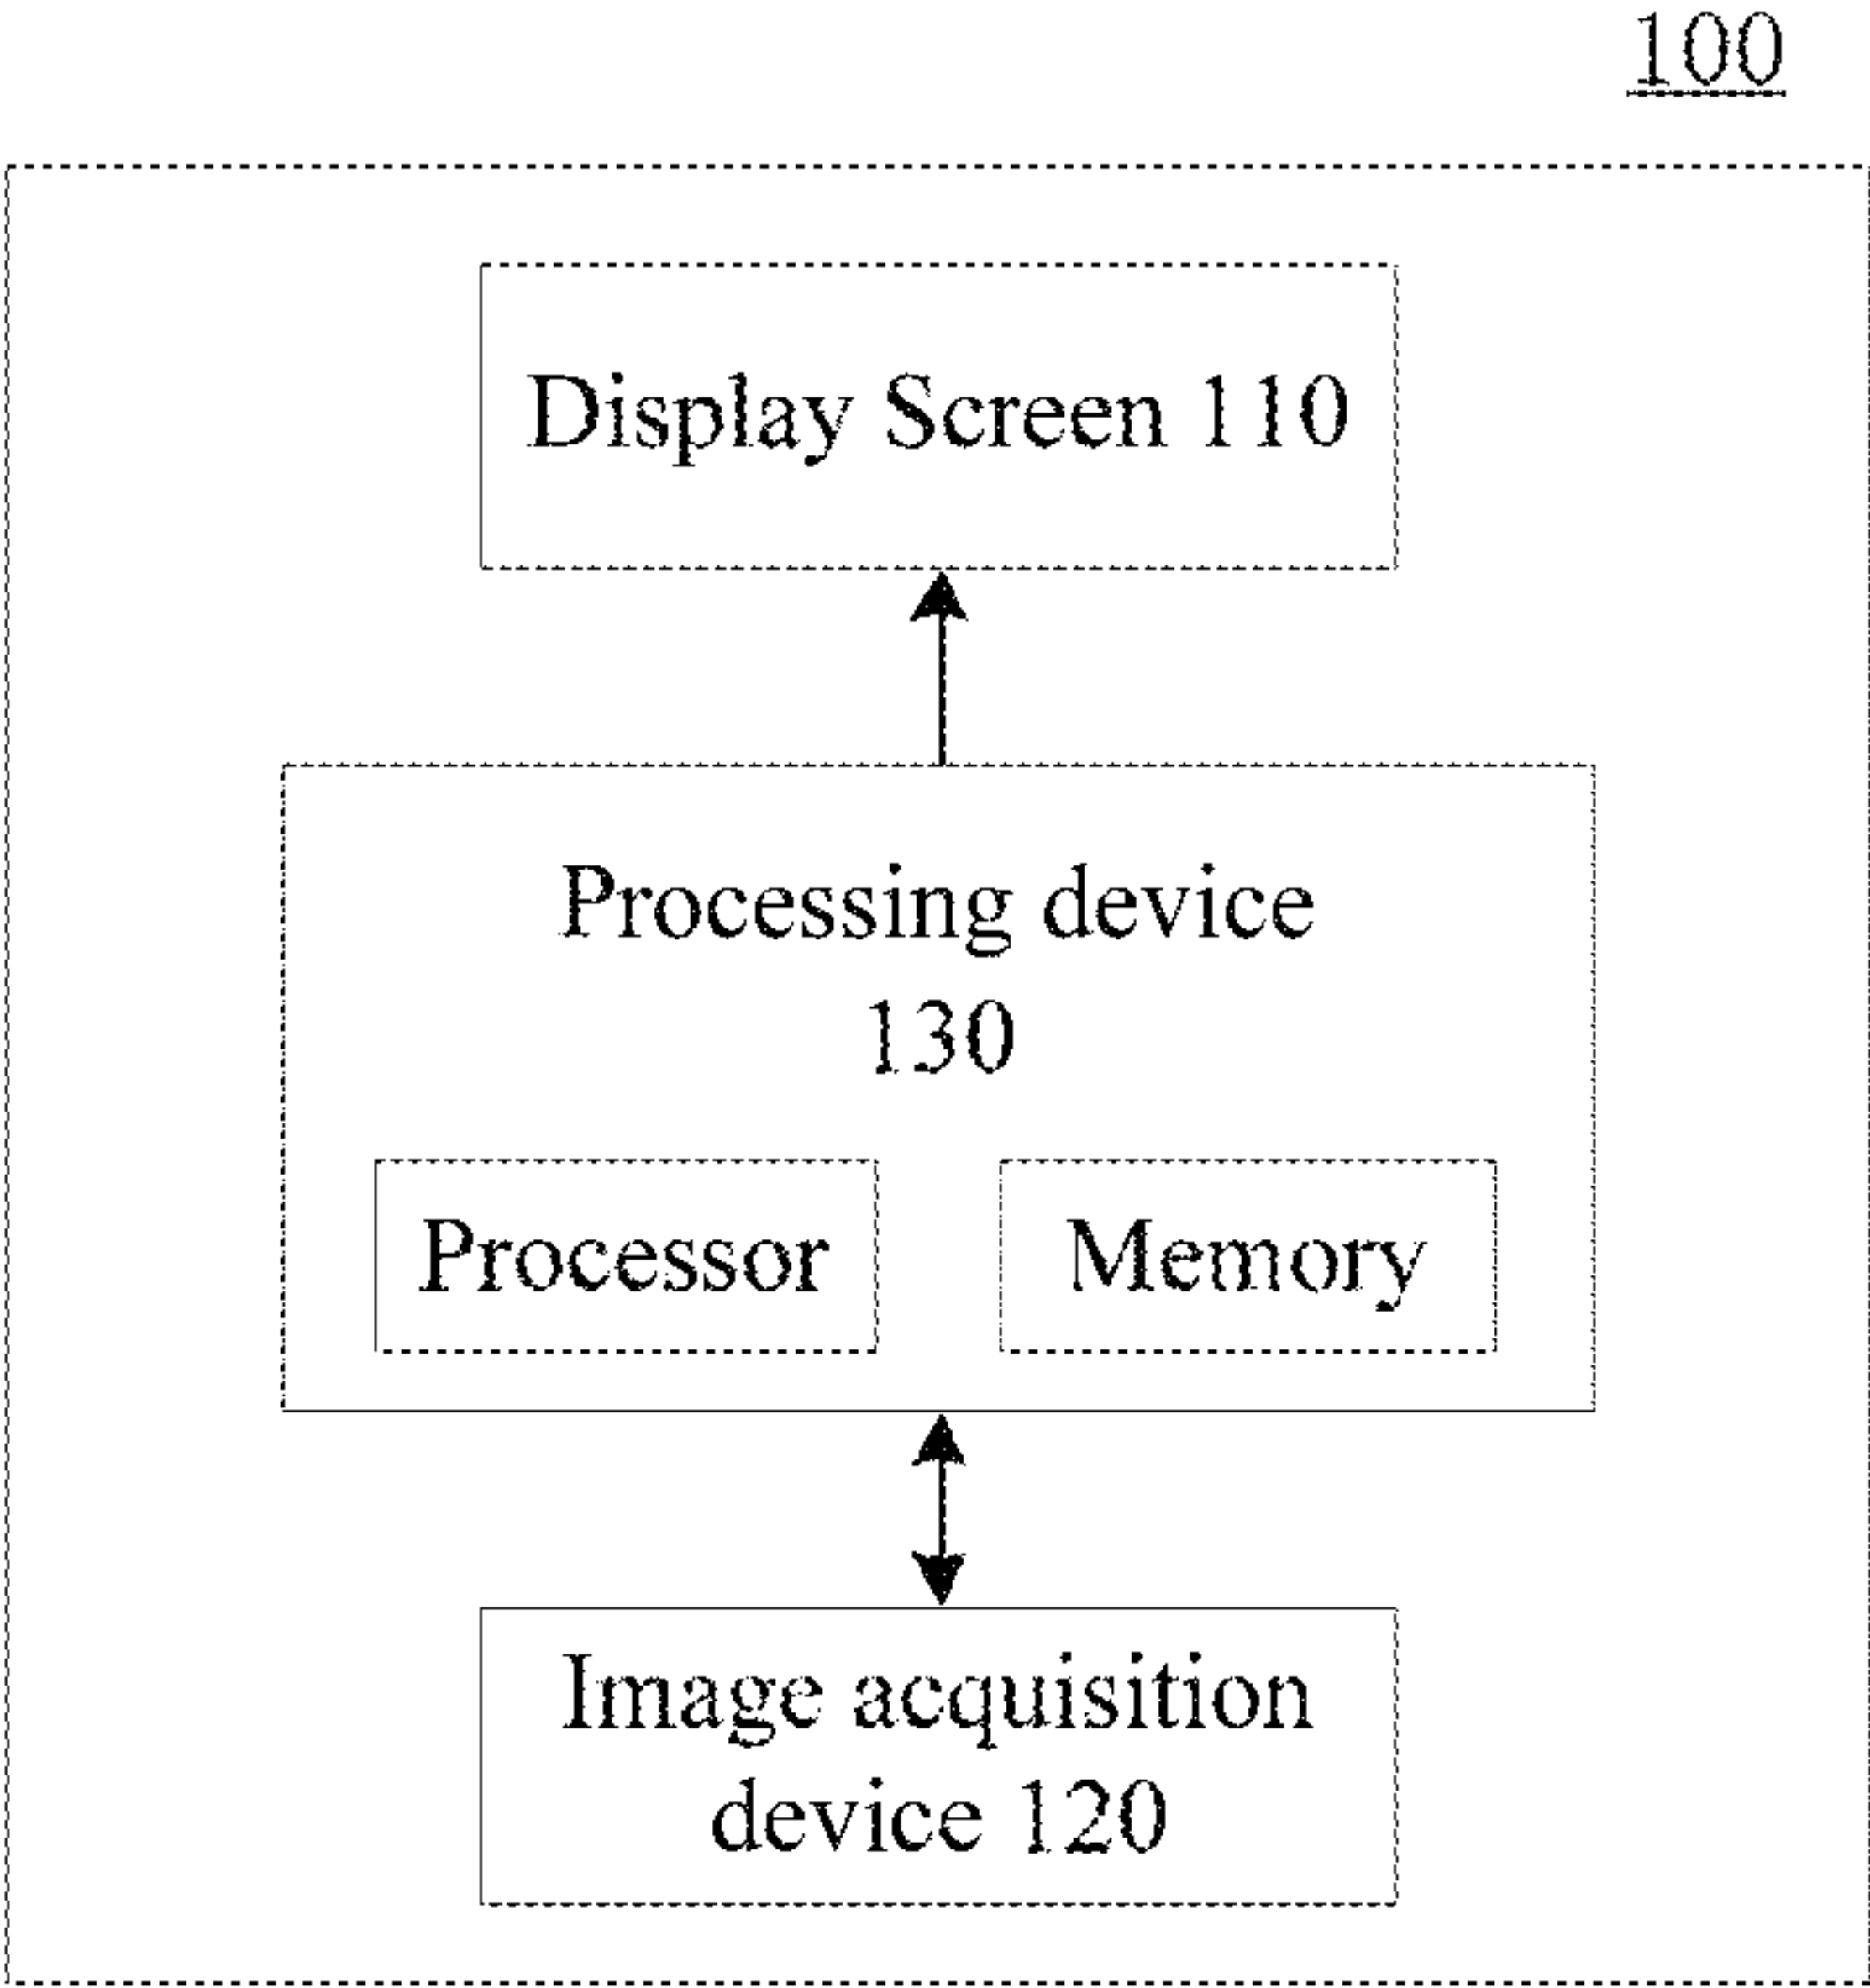 100
Display Screen 110
Processing device
130
Processor
Memory
Image acquisition
device 120